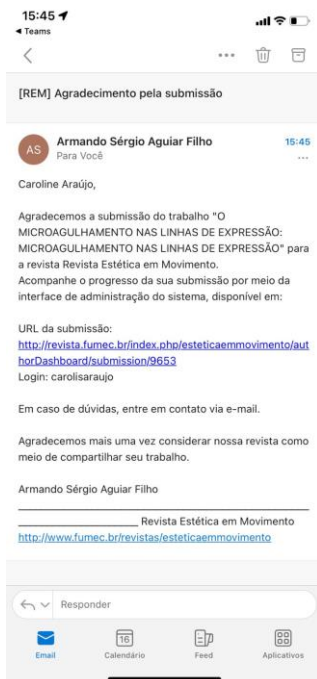 15:45
◄ Teams
[REM] Agradecimento pela submissão
AS
Armando Sérgio Aguiar Filho
15:45
Para Você
Caroline Araújo,
Agradecemos a submissão do trabalho "O
MICROAGULHAMENTO NAS LINHAS DE EXPRESSÃO:
MICROAGULHAMENTO NAS LINHAS DE EXPRESSÃO" para
a revista Revista Estética em Movimento.
Acompanhe o progresso da sua submissão por meio da
interface de administração do sistema, disponível em:
URL da submissão:
http://revista.fumec.br/index.php/esteticaemmovimento/aut
horDashboard/submission/9653
Login: carolisaraujo
Em caso de dúvidas, entre em contato via e-mail.
Agradecemos mais uma vez considerar nossa revista como
meio de compartilhar seu trabalho.
Armando Sérgio Aguiar Filho
Revista Estética em Movimento
http://www.fumec.br/revistas/esteticaemmovimento
Responder
16
Email Calendário Feed Aplicativos